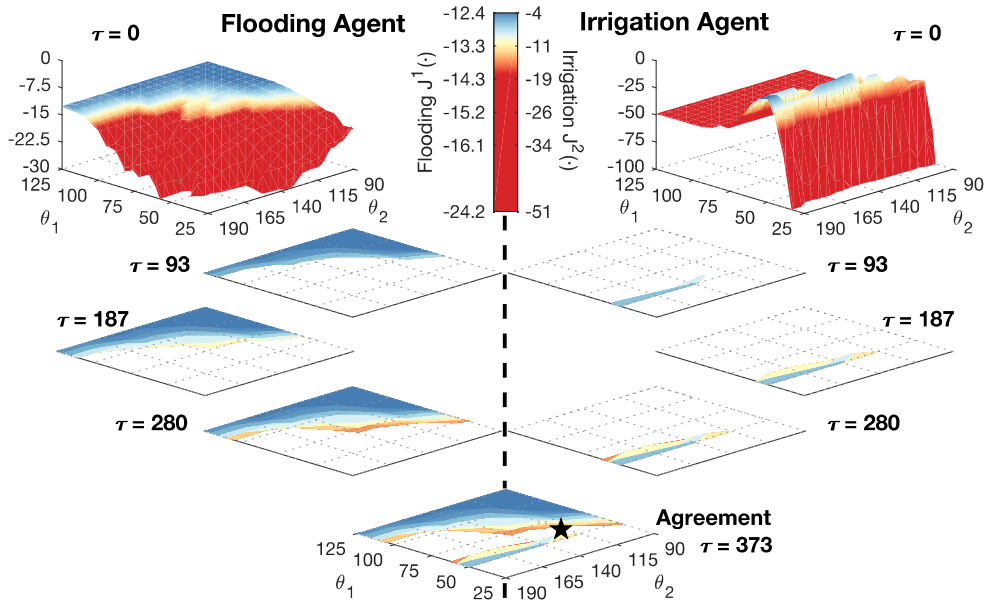 Flooding Agent
Irrigation Agent
τ = 0
τ = 0
0
-7.5
-15
-22.5
-30
125
100
75
50
25
θ1
190
165
140
115
90
θ2
-12.4
-13.3
-14.3
-15.2
-16.1
-24.2
Flooding J1(·)
-4
-11
-19
-26
-34
-51
Irrigation J2(·)
0
-25
-50
-75
-100
125
100
75
50
25
θ1
190
165
140
115
90
θ2
τ = 93
τ = 93
τ = 187
τ = 187
τ = 280
τ = 280
Agreement
τ = 373
125
100
75
50
25
θ1
190
165
140
115
90
θ2